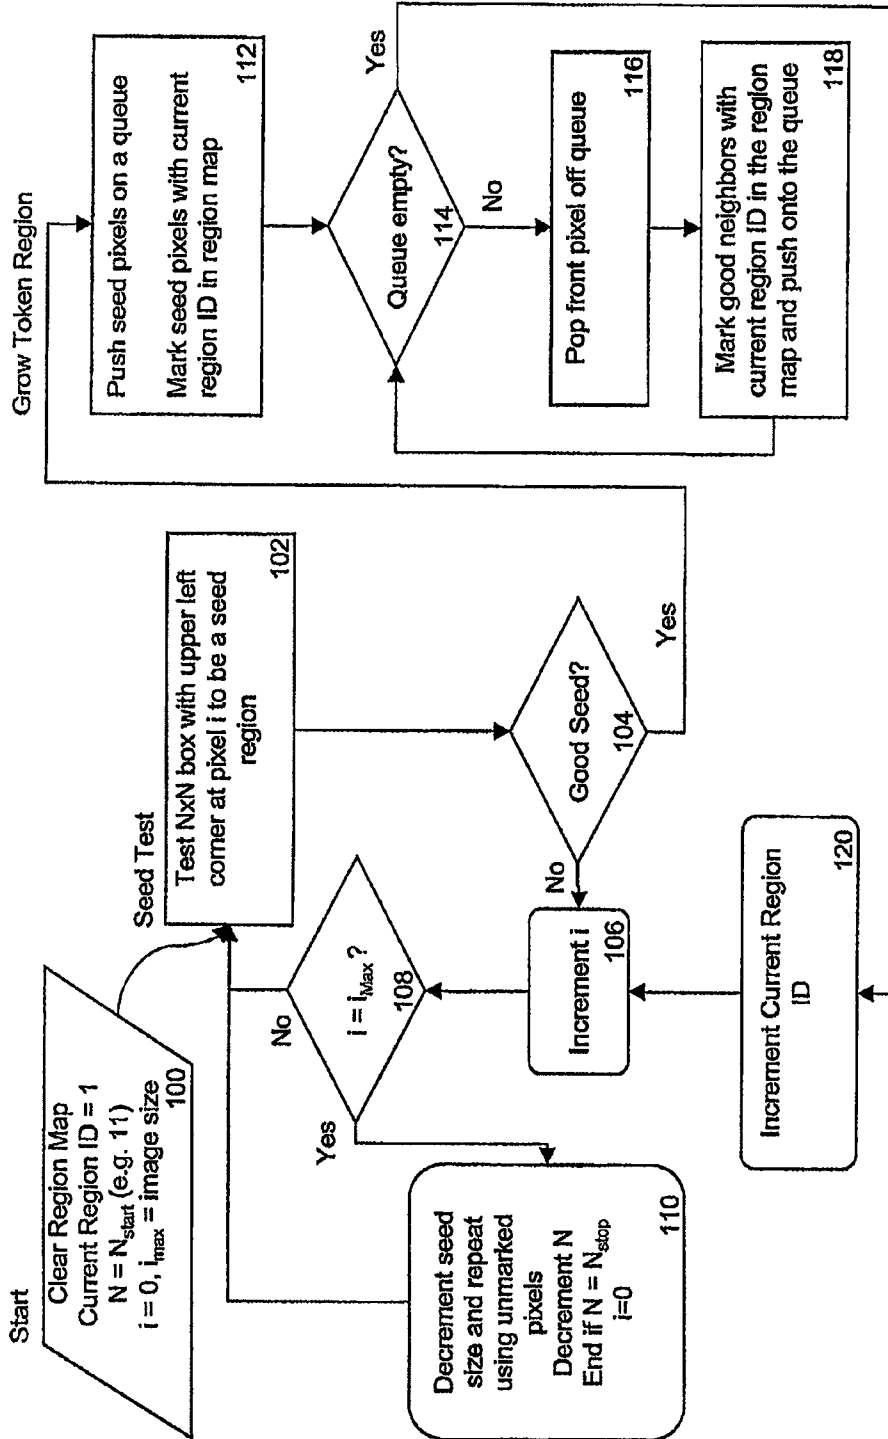 Start
Clear Region Map
Current Region ID = 1
N = Nstart (e.g. 11)
i = 0, imax = image size
100
Seed Test
Test NxN box with upper left
corner at pixel i to be a seed
region
102
Good Seed?
104
No
Yes
Increment i
106
i = iMax ?
108
No
Yes
Decrement seed
size and repeat
using unmarked
pixels
Decrement N
End if N = Nstop
i=0
110
Grow Token Region
Push seed pixels on a queue
Mark seed pixels with current
region ID in region map
112
Queue empty?
114
Yes
No
Pop front pixel off queue
116
Mark good neighbors with
current region ID in the region
map and push onto the queue
118
Increment Current Region
ID
120